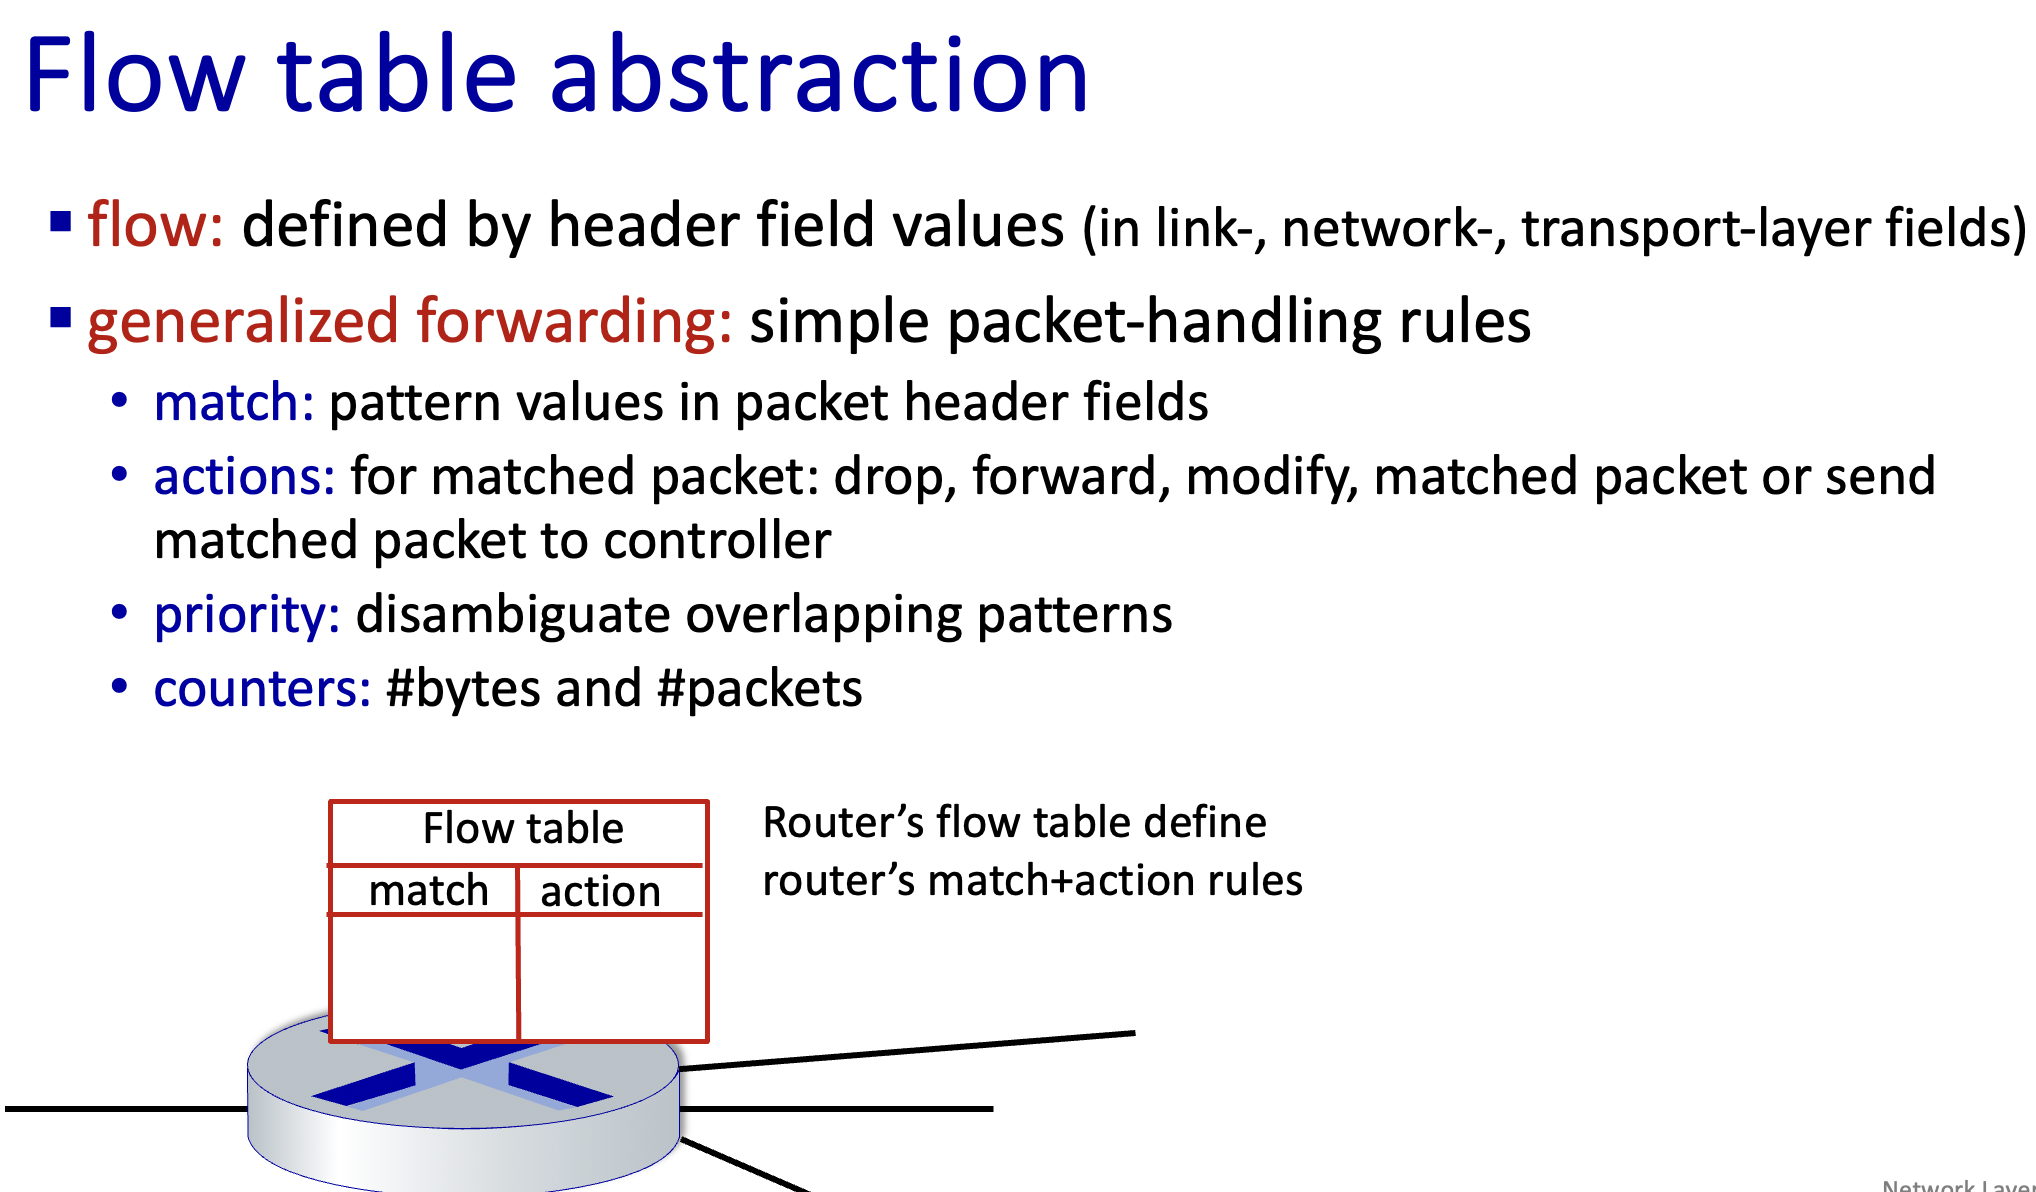 Flow table abstraction
▪ flow: defined by header field values (in link-, network-, transport-layer fields)
▪ generalized forwarding: simple packet-handling rules
• match: pattern values in packet header fields
• actions: for matched packet: drop, forward, modify, matched packet or send
matched packet to controller
• priority: disambiguate overlapping patterns
• counters: #bytes and #packets
Flow table
match action
Router’s flow table define
router’s match+action rules
Network Layer